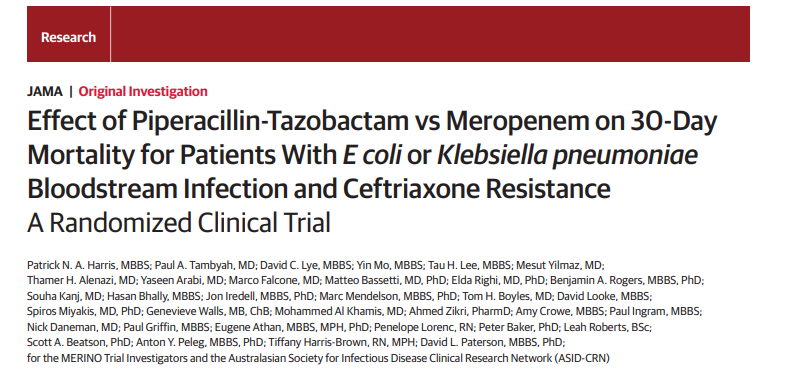 Research
JAMA | Original Investigation
Effect of Piperacillin-Tazobactam vs Meropenem on 30-Day
Mortality for Patients With E coli or Klebsiella pneumoniae
Bloodstream Infection and Ceftriaxone Resistance
A Randomized Clinical Trial
Patrick N. A. Harris, MBBS; Paul A. Tambyah, MD; David C. Lye, MBBS; Yin Mo, MBBS; Tau H. Lee, MBBS; Mesut Yilmaz, MD;
Thamer H. Alenazi, MD; Yaseen Arabi, MD; Marco Falcone, MD; Matteo Bassetti, MD, PhD; Elda Righi, MD, PhD; Benjamin A. Rogers, MBBS, PhD;
Souha Kanj, MD; Hasan Bhally, MBBS; Jon Iredell, MBBS, PhD; Marc Mendelson, MBBS, PhD; Tom H. Boyles, MD; David Looke, MBBS;
Spiros Miyakis, MD, PhD; Genevieve Walls, MB, ChB; Mohammed Al Khamis, MD; Ahmed Zikri, PharmD; Amy Crowe, MBBS; Paul Ingram, MBBS;
Nick Daneman, MD; Paul Griffin, MBBS; Eugene Athan, MBBS, MPH, PhD; Penelope Lorenc, RN; Peter Baker, PhD; Leah Roberts, BSc;
Scott A. Beatson, PhD; Anton Y. Peleg, MBBS, PhD; Tiffany Harris-Brown, RN, MPH; David L. Paterson, MBBS, PhD;
for the MERINO Trial Investigators and the Australasian Society for Infectious Disease Clinical Research Network (ASID-CRN)